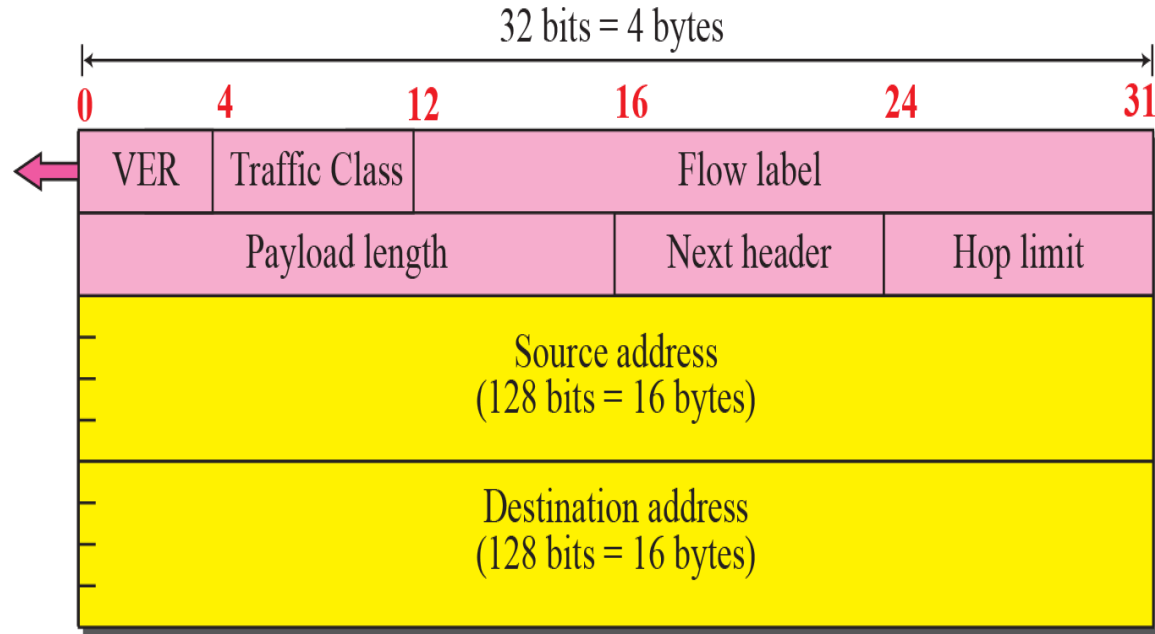 32 bits = 4 bytes
0 4 12 16 24 31
VER Traffic Class Flow label
Payload length Next header Hop limit
Source address
(128 bits = 16 bytes)
Destination address
(128 bits = 16 bytes)